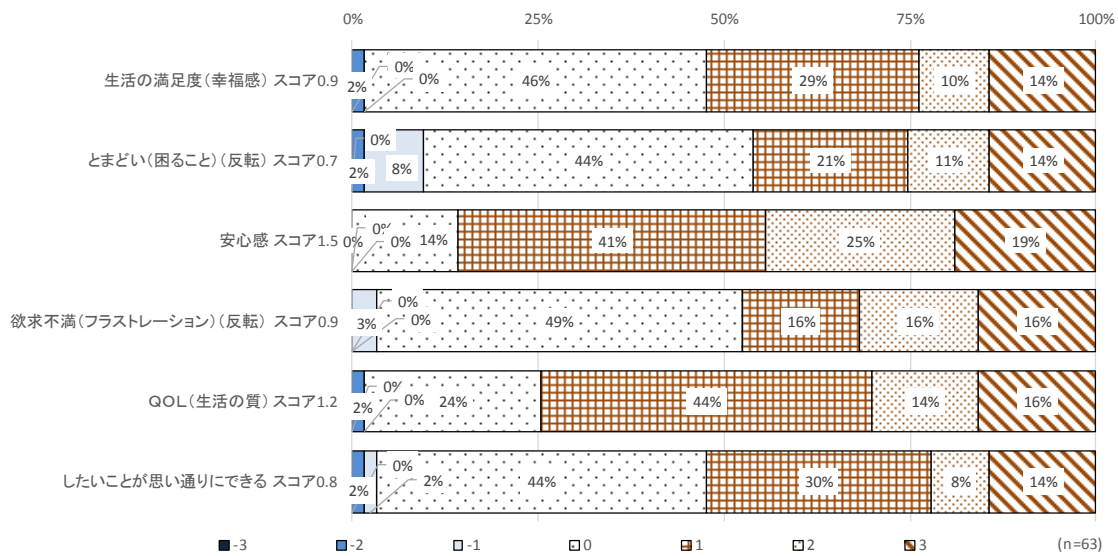 0% 25% 50% 75% 100%
生活の満足度(幸福感) スコア0.9 2% 0% 0% 46% 29% 10% 14%
とまどい(困ること)(反転) スコア0.7 2% 0% 8% 44% 21% 11% 14%
安心感 スコア1.5 0% 0% 0% 14% 41% 25% 19%
欲求不満(フラストレーション)(反転) スコア0.9 3% 0% 0% 49% 16% 16% 16%
QOL(生活の質) スコア1.2 2% 0% 0% 24% 44% 14% 16%
したいことが思い通りにできる スコア0.8 2% 0% 2% 44% 30% 8% 14%
-3 -2 -1 0 1 2 3 (n=63)